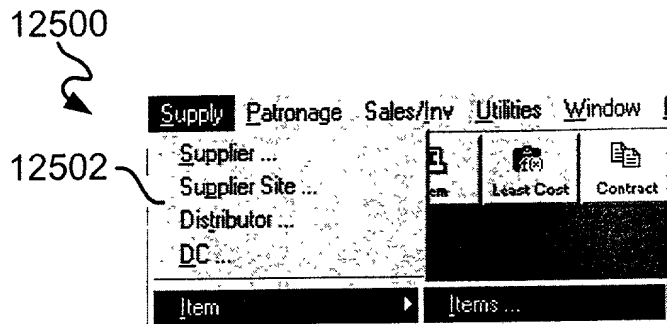 12500
Supply Patronage Sales/Inv Utilities Window
12502
Supplier ...
Supplier Site ...
Least Cost Contract
Distributor ...
DC ...
Item Items ...